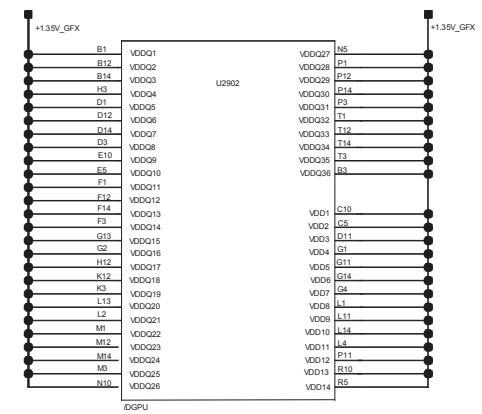 +1.35V_GFX +1.35V_GFX
B1 VDDQ1 VDDQ27 N5
B12 VDDQ2 VDDQ28 P1
B14 VDDQ3 U2902 VDDQ29 P12
H3 VDDQ4 VDDQ30 P14
D1 VDDQ5 VDDQ31 P3
D12 VDDQ6 VDDQ32 T1
D14 VDDQ7 VDDQ33 T12
D3 VDDQ8 VDDQ34 T14
E10 VDDQ9 VDDQ35 T3
E5 VDDQ10 VDDQ36 B3
F1 VDDQ11
F12 VDDQ12
F14 VDDQ13 VDD1 C10
F3 VDDQ14 VDD2 C5
G13 VDDQ15 VDD3 D11
G2 VDDQ16 VDD4 G1
H12 VDDQ17 VDD5 G11
K12 VDDQ18 VDD6 G14
K3 VDDQ19 VDD7 G4
L13 VDDQ20 VDD8 L1
L2 VDDQ21 VDD9 L11
M1 VDDQ22 VDD10 L14
M12 VDDQ23 VDD11 L4
M14 VDDQ24 VDD12 P11
M3 VDDQ25 VDD13 R10
N10 VDDQ26 VDD14 R5
/DGPU